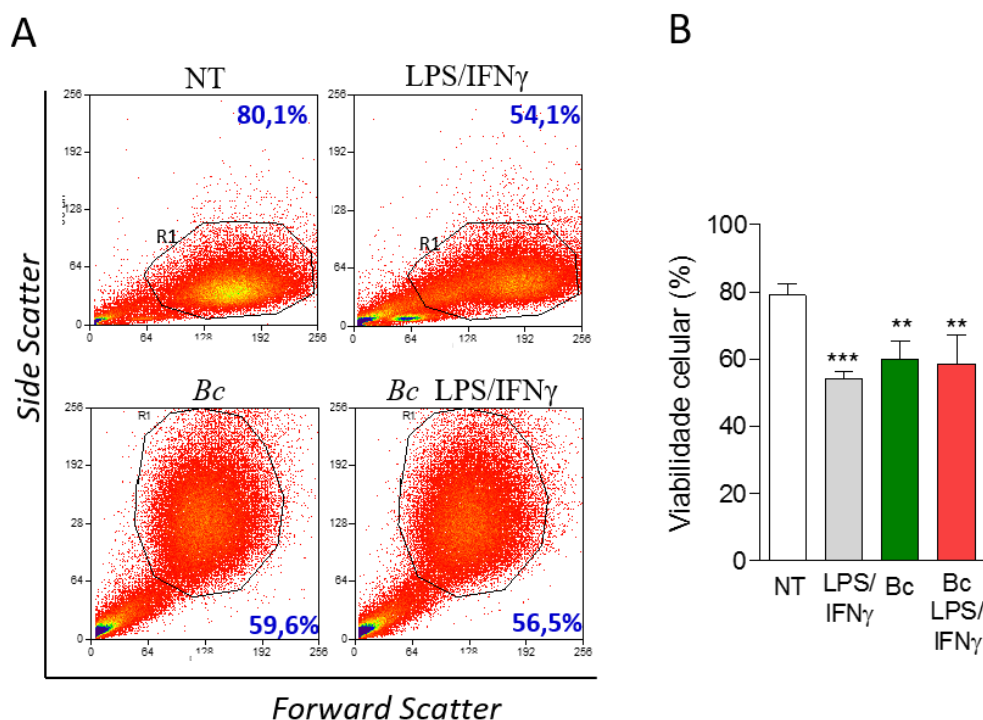 A
B
NT
LPS/IFNγ
Side Scatter
256
192
128
64
0
80,1%
R1
0
64
128
192
256
256
192
28
64
0
54,1%
R1
0
64
128
192
256
Bc
Bc LPS/IFNγ
256
192
28
64
0
R1
59,6%
0
64
128
192
256
256
192
28
64
0
R1
56,5%
0
64
128
192
256
Forward Scatter
Viabilidade celular (%)
100
80
60
40
20
0
***
**
**
NT
LPS/
IFNγ
Bc
Bc
LPS/
IFNγ